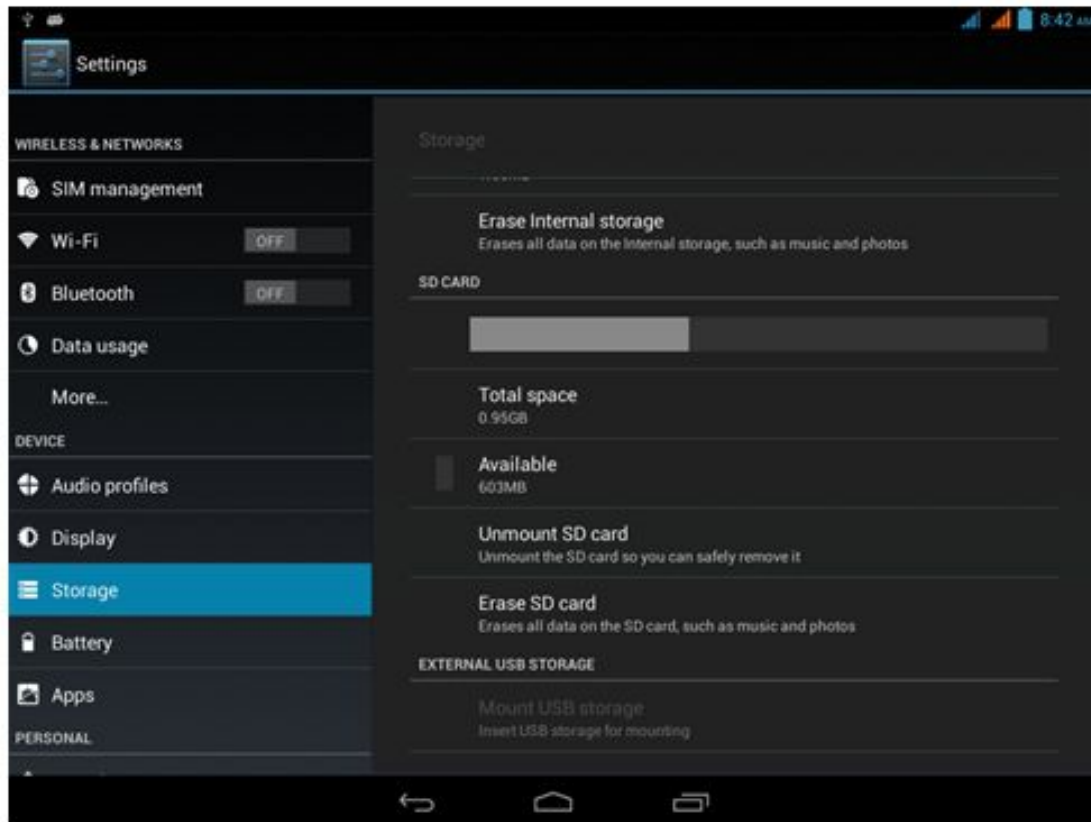 8:42 AM
Settings
WIRELESS & NETWORKS
SIM management
Wi-Fi
OFF
Bluetooth
OFF
Data usage
More...
DEVICE
Audio profiles
Display
Storage
Battery
Apps
PERSONAL
Storage
Erase Internal storage
Erases all data on the Internal storage, such as music and photos
SD CARD
Total space
0.95GB
Available
603MB
Unmount SD card
Unmount the SD card so you can safely remove it
Erase SD card
Erases all data on the SD card, such as music and photos
EXTERNAL USB STORAGE
Mount USB storage
Insert USB storage for mounting